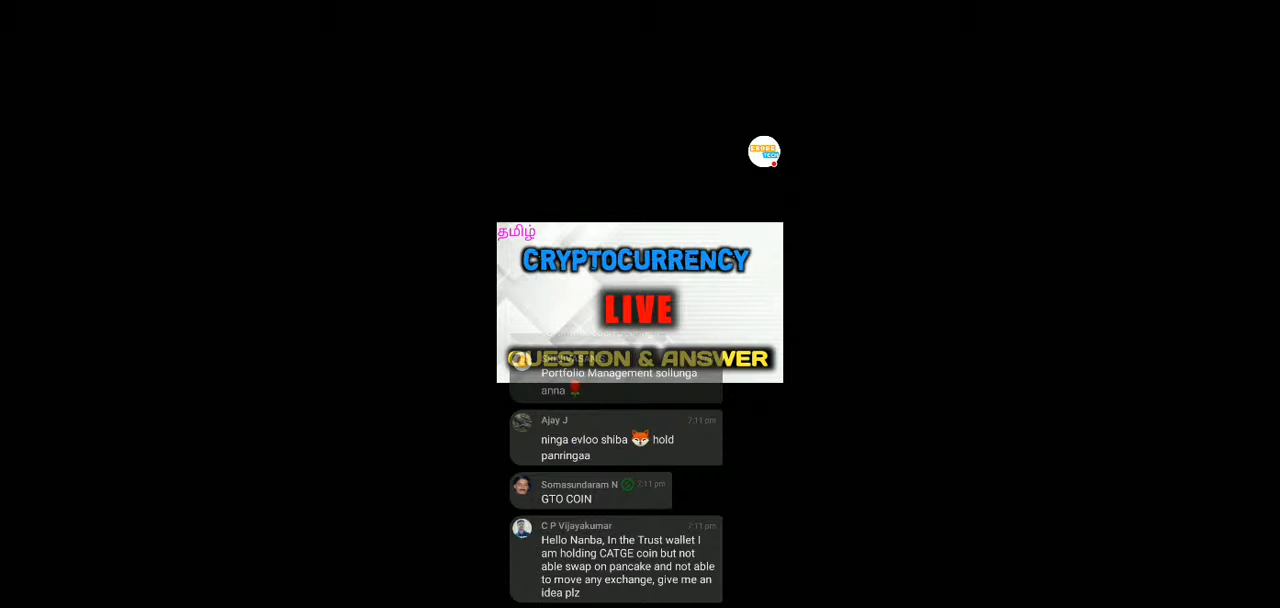 ERODE
TECH
தமிழ்
CRYPTOCURRENCY
LIVE
QUESTION & ANSWER
Portfolio Management sollunga
anna
Ajay J 7:11 pm
ninga evloo shiba hold
panringaa
Somasundaram N 7:11 pm
GTO COIN
C P Vijayakumar 7:11 pm
Hello Nanba, In the Trust wallet I
am holding CATGE coin but not
able swap on pancake and not able
to move any exchange, give me an
idea plz